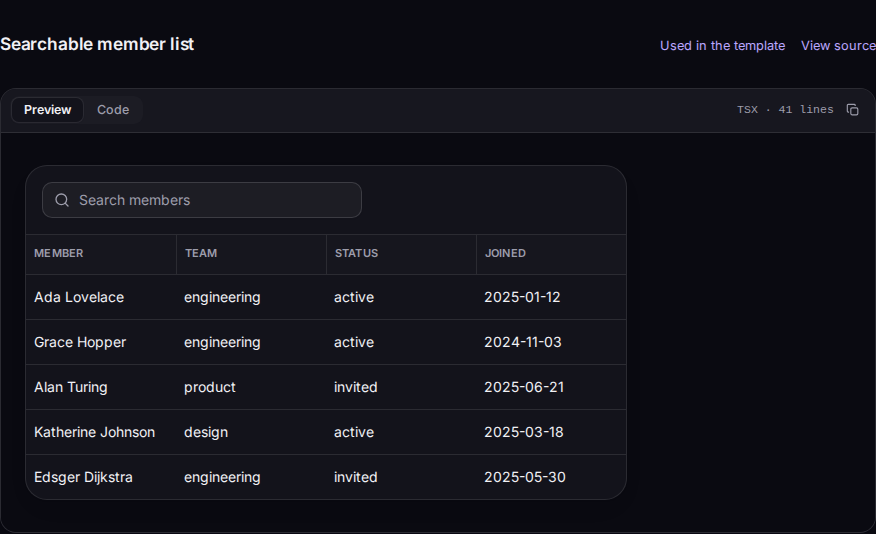 Searchable member list
Used in the template View source
Preview Code TSX · 41 lines
Search members
MEMBER TEAM STATUS JOINED
Ada Lovelace engineering active 2025-01-12
Grace Hopper engineering active 2024-11-03
Alan Turing product invited 2025-06-21
Katherine Johnson design active 2025-03-18
Edsger Dijkstra engineering invited 2025-05-30